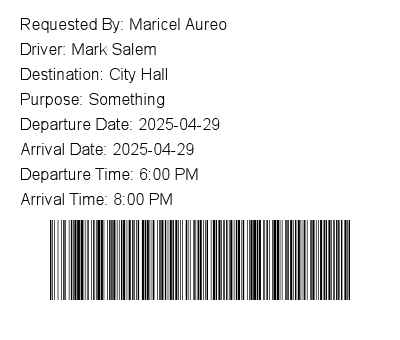 Requested By: Maricel Aureo
Driver: Mark Salem
Destination: City Hall
Purpose: Something
Departure Date: 2025-04-29
Arrival Date: 2025-04-29
Departure Time: 6:00 PM
Arrival Time: 8:00 PM